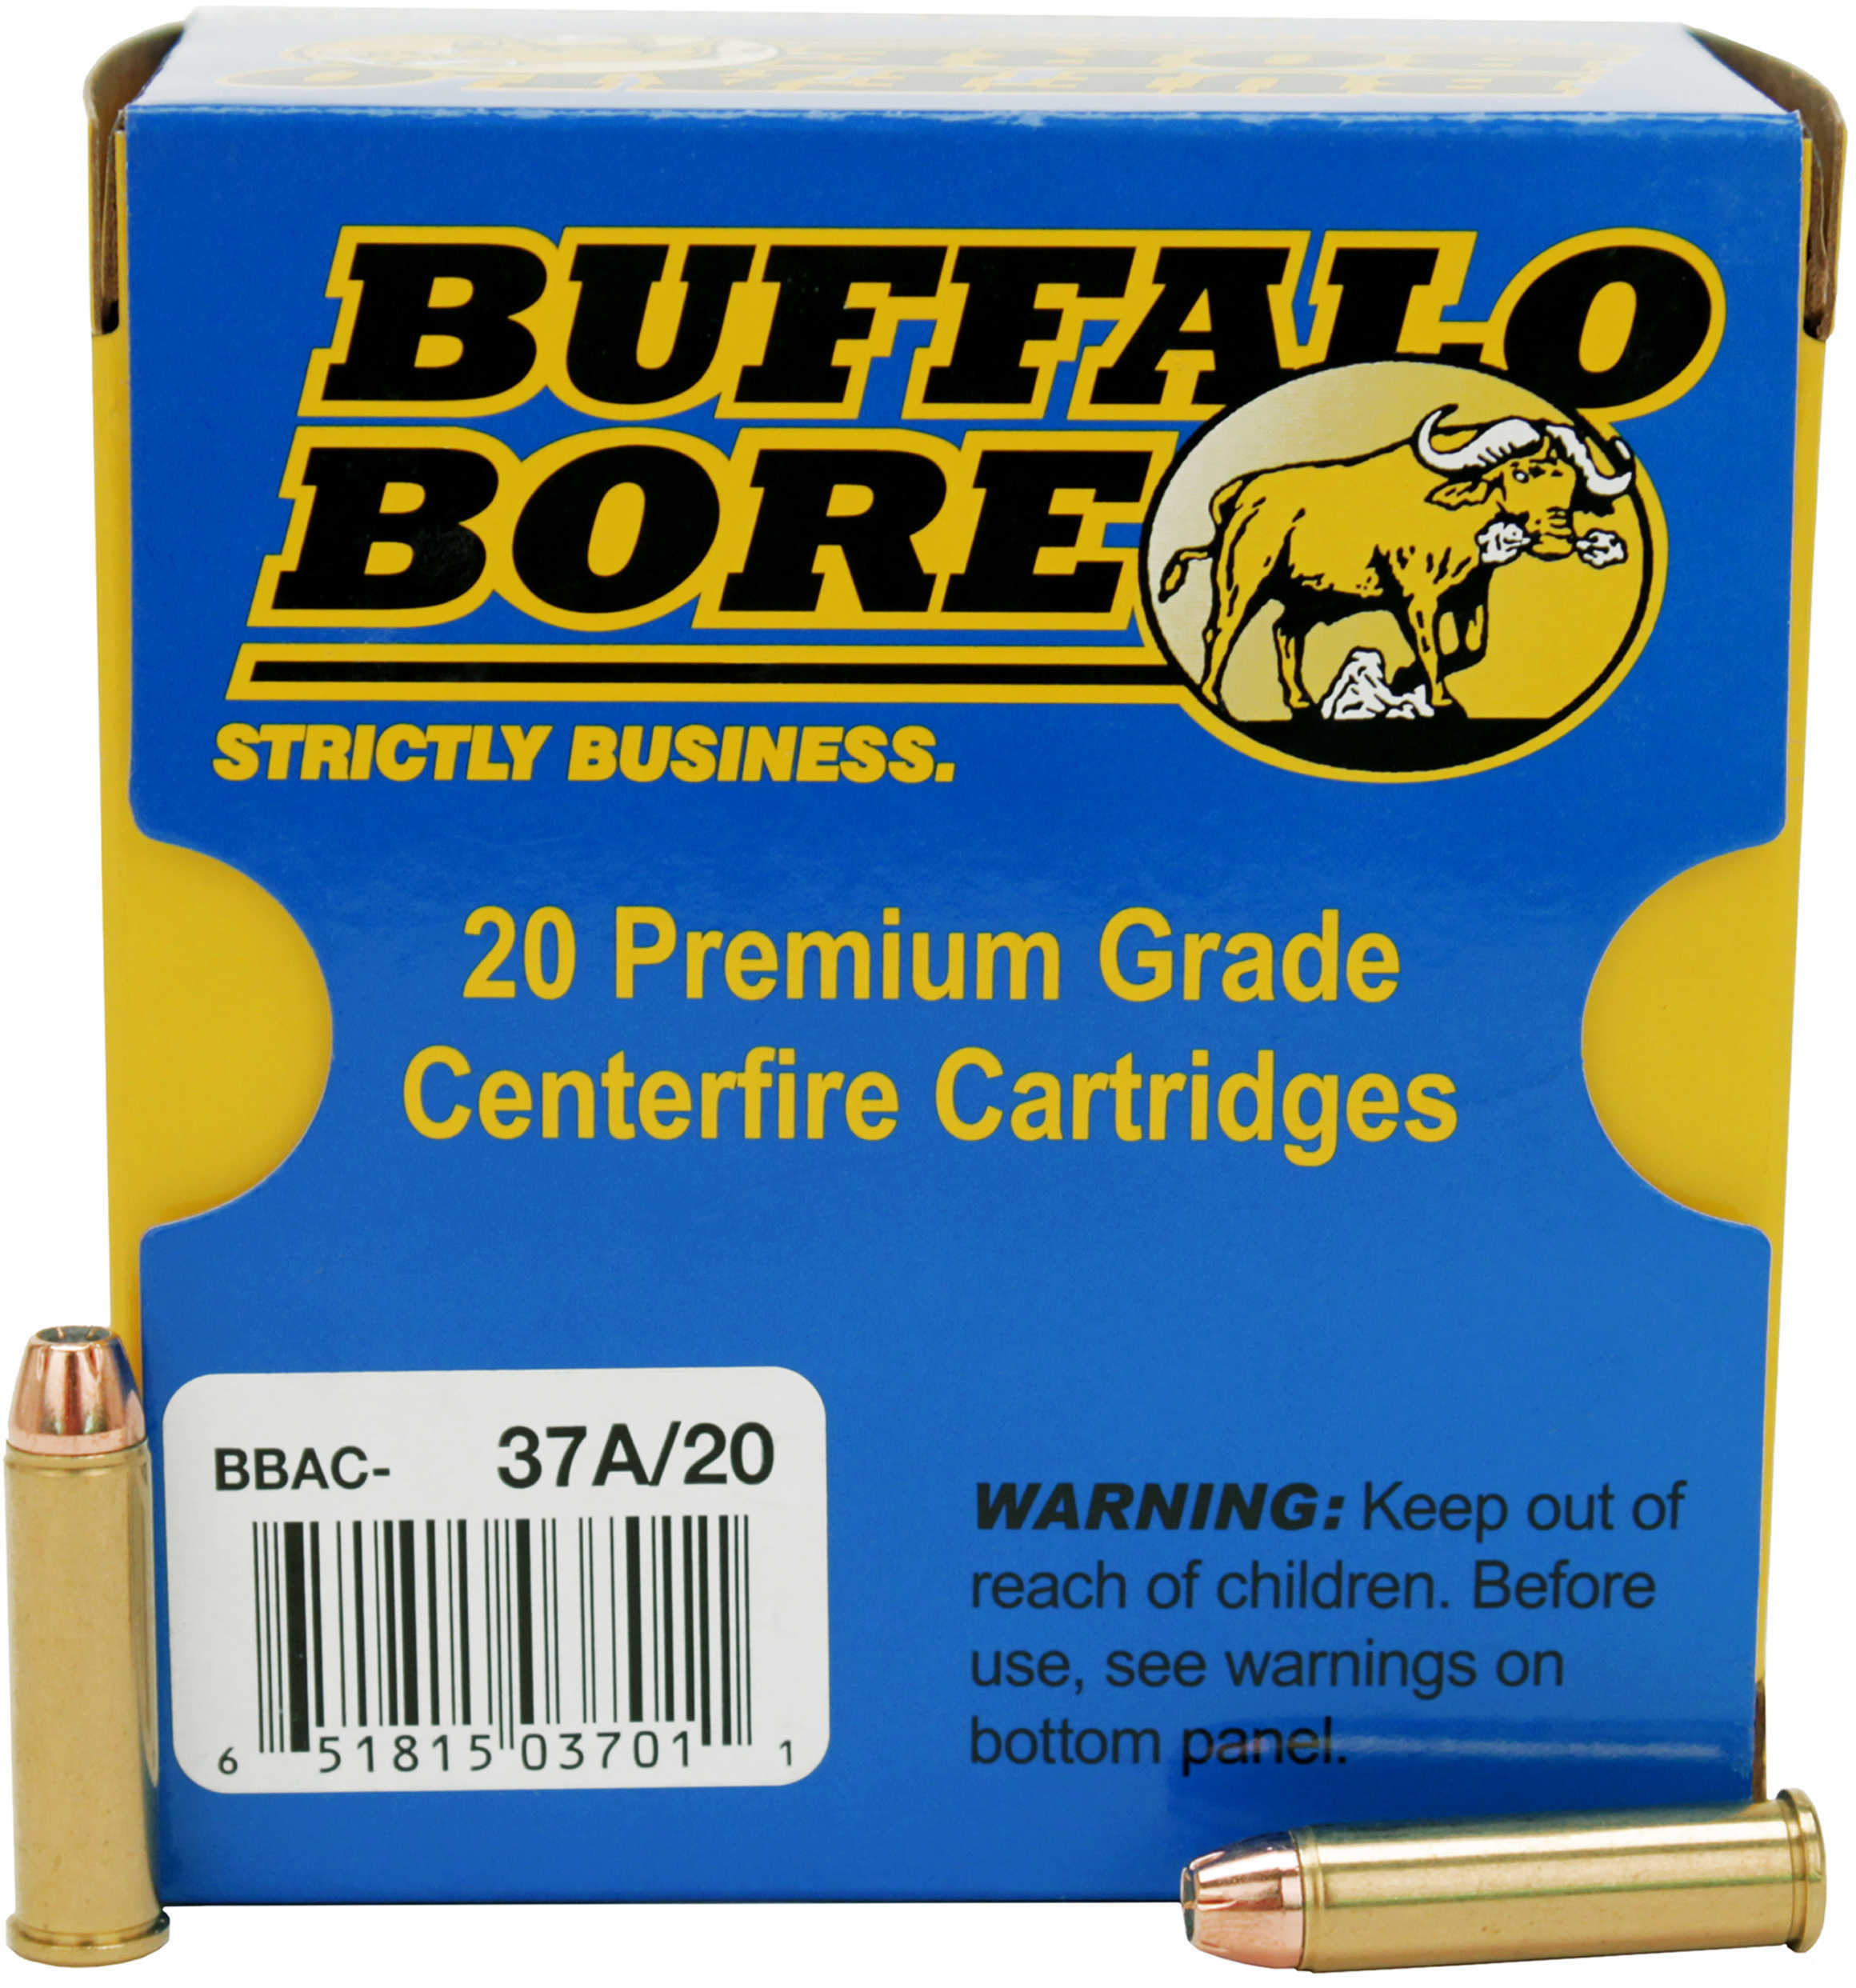 BUFFALO
BORE
STRICTLY BUSINESS.
20 Premium Grade
Centerfire Cartridges
BBAC- 37A/20
6 51815 03701 1
WARNING: Keep out of
reach of children. Before
use, see warnings on
bottom panel.